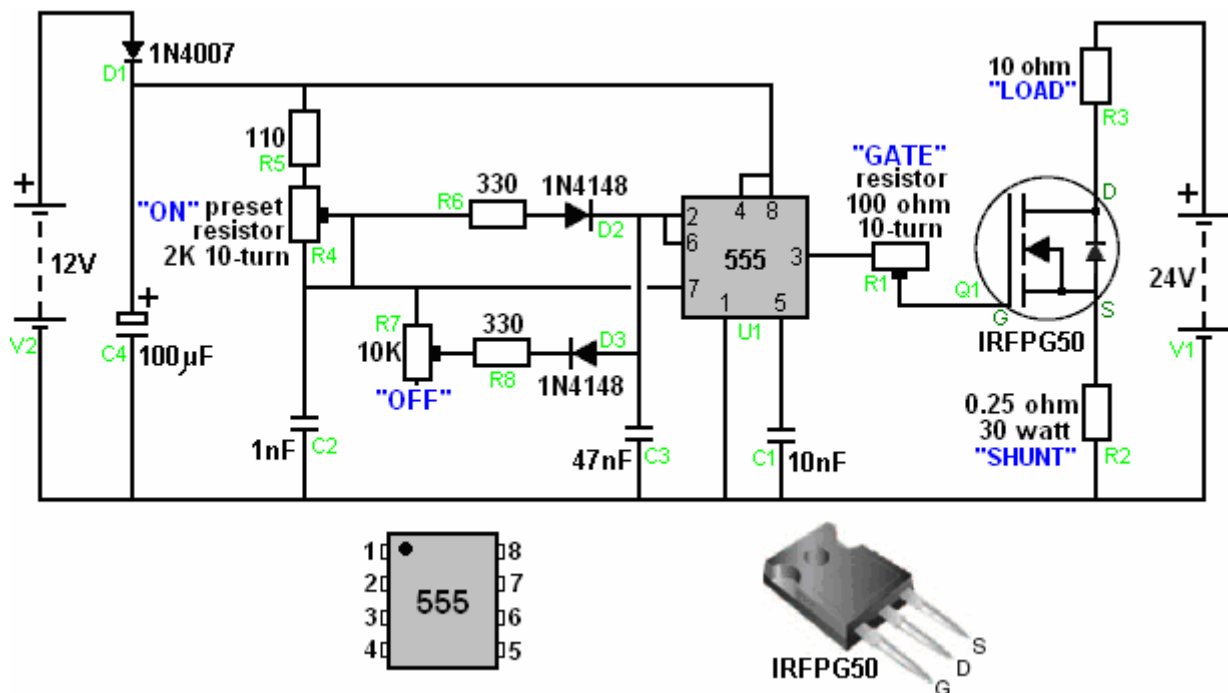 1N4007
D1
10 ohm
"LOAD"
R3
110
R5
"ON" preset
resistor
2K 10-turn
R4
330
R6
1N4148
D2
2
6
7
4
8
555
3
1
5
U1
"GATE"
resistor
100 ohm
10-turn
R1
Q1
G
D
S
IRFPG50
+
12V
V2
+
C4
100µF
R7
10K
"OFF"
330
R8
D3
1N4148
1nF
C2
47nF
C3
C1
10nF
0.25 ohm
30 watt
"SHUNT"
R2
+
24V
V1
1
2
3
4
555
8
7
6
5
IRFPG50
G
D
S